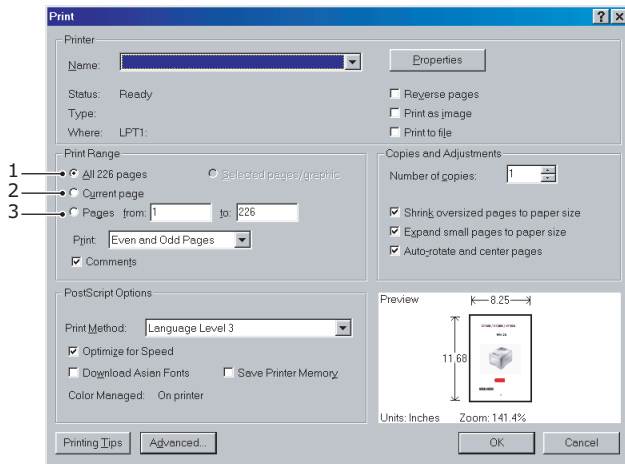 Print
Printer
Name:
Properties
Status: Ready
Reverse pages
Type:
Print as image
Where: LPT1:
Print to file
Print Range
Copies and Adjustments
1
All 226 pages
Selected pages/graphic
Number of copies: 1
2
Current page
3
Pages from: 1 to: 226
Shrink oversized pages to paper size
Print: Even and Odd Pages
Expand small pages to paper size
Comments
Auto-rotate and center pages
PostScript Options
Preview
8.25
Print Method: Language Level 3
Optimize for Speed
11.68
Download Asian Fonts
Save Printer Memory
Color Managed: On printer
Units: Inches Zoom: 141.4%
Printing Tips
Advanced...
OK
Cancel